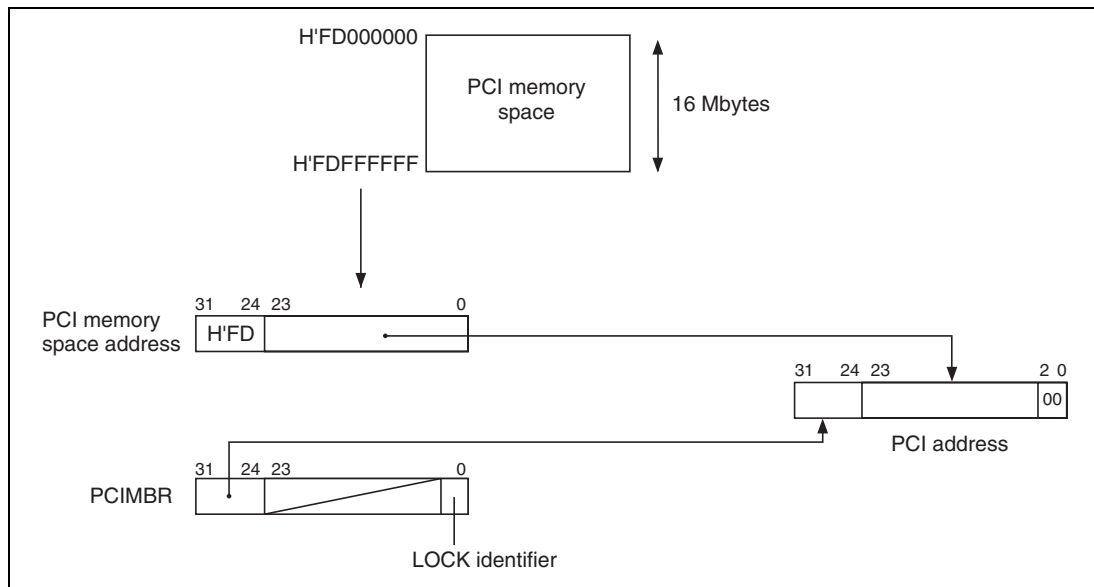 H'FD000000
PCI memory
space
16 Mbytes
H'FDFFFFFF
31 24 23 0
PCI memory
space address
H'FD
31 24 23 2 0
00
PCI address
31 24 23 0
PCIMBR
LOCK identifier